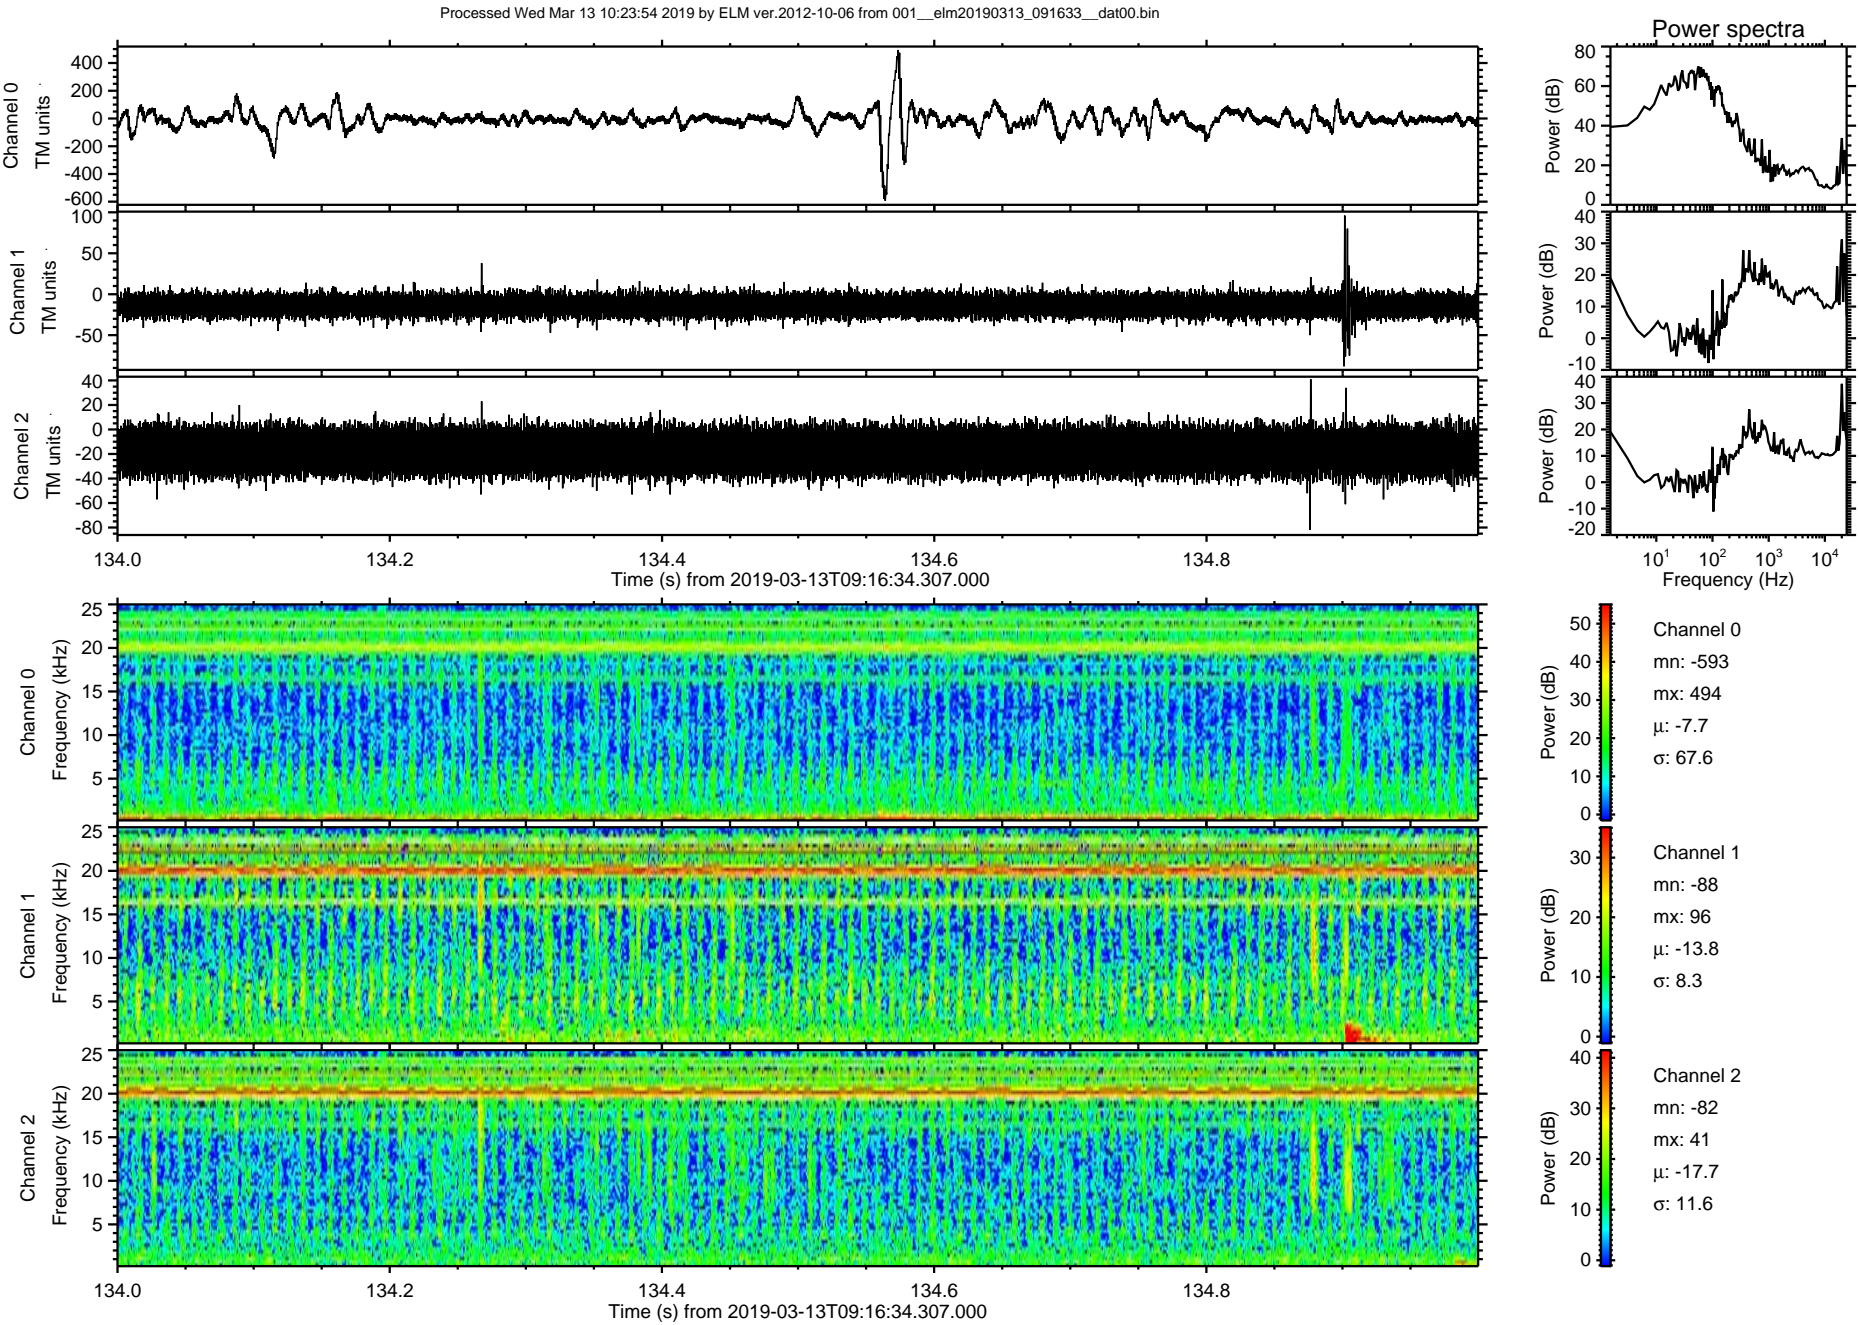 Processed Wed Mar 13 10:23:54 2019 by ELM ver.2012-10-06 from 001__elm20190313_091633__dat00.bin
Power spectra
Channel 0
TM units
400
200
0
-200
-400
-600
Power (dB)
80
60
40
20
0
Channel 1
TM units
100
50
0
-50
Power (dB)
40
30
20
10
0
-10
Channel 2
TM units
40
20
0
-20
-40
-60
-80
Power (dB)
40
30
20
10
0
-10
-20
134.0 134.2 134.4 134.6 134.8
Time (s) from 2019-03-13T09:16:34.307.000
10¹ 10² 10³ 10⁴
Frequency (Hz)
Channel 0
Frequency (kHz)
25
20
15
10
5
Power (dB)
50
40
30
20
10
0
Channel 0
mn: -593
mx: 494
μ: -7.7
σ: 67.6
Channel 1
Frequency (kHz)
25
20
15
10
5
Power (dB)
30
20
10
0
Channel 1
mn: -88
mx: 96
μ: -13.8
σ: 8.3
Channel 2
Frequency (kHz)
25
20
15
10
5
Power (dB)
40
30
20
10
0
Channel 2
mn: -82
mx: 41
μ: -17.7
σ: 11.6
134.0 134.2 134.4 134.6 134.8
Time (s) from 2019-03-13T09:16:34.307.000